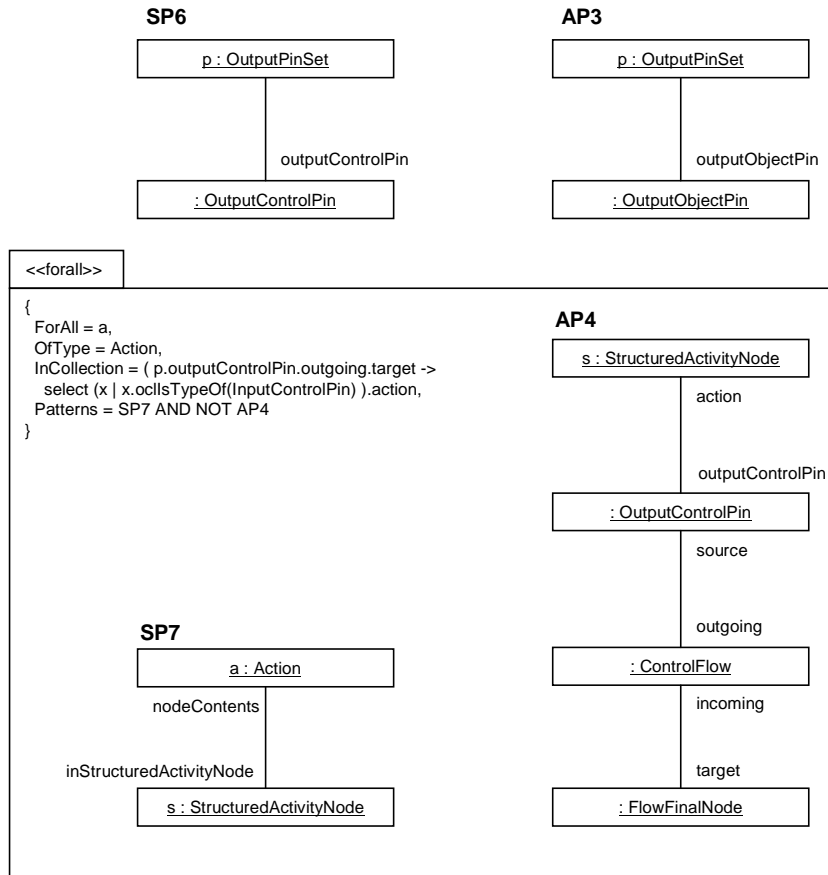 SP6
p : OutputPinSet
outputControlPin
: OutputControlPin
AP3
p : OutputPinSet
outputObjectPin
: OutputObjectPin
<<forall>>
{
ForAll = a,
OfType = Action,
InCollection = ( p.outputControlPin.outgoing.target ->
select (x | x.oclIsTypeOf(InputControlPin) ).action,
Patterns = SP7 AND NOT AP4
}
AP4
s : StructuredActivityNode
action
outputControlPin
: OutputControlPin
source
outgoing
: ControlFlow
incoming
target
: FlowFinalNode
SP7
a : Action
nodeContents
inStructuredActivityNode
s : StructuredActivityNode